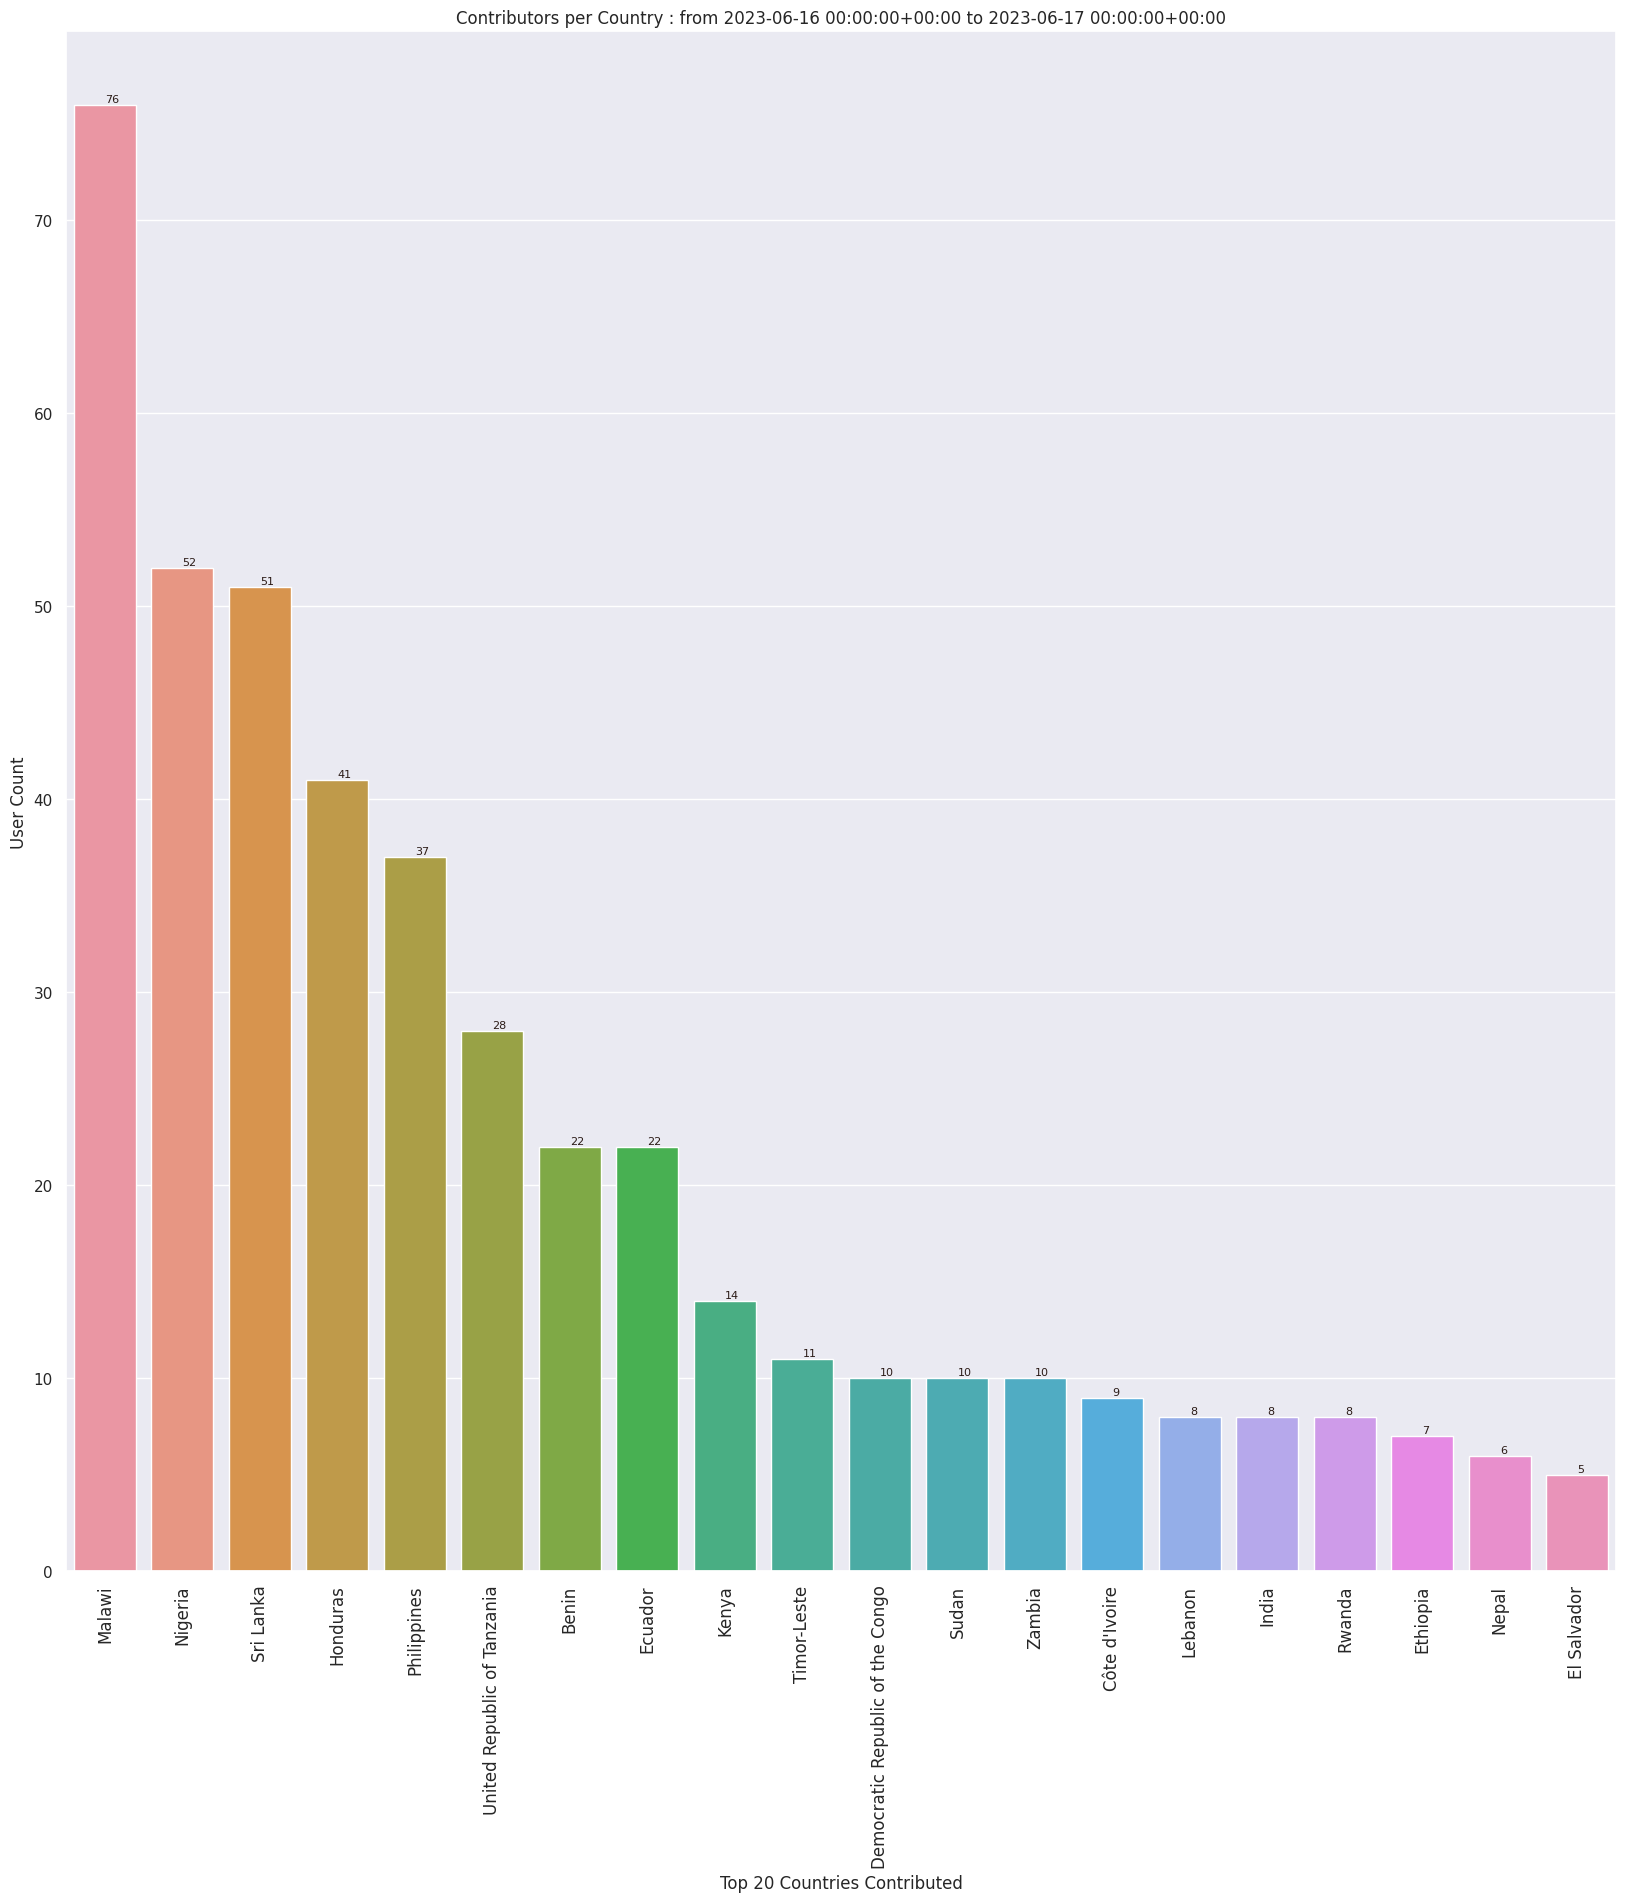 Contributors per Country : from 2023-06-16 00:00:00+00:00 to 2023-06-17 00:00:00+00:00
User Count
70
60
50
40
30
20
10
0
76
52
51
41
37
28
22
22
14
11
10
10
10
9
8
8
8
7
6
5
Malawi
Nigeria
Sri Lanka
Honduras
Philippines
United Republic of Tanzania
Benin
Ecuador
Kenya
Timor-Leste
Democratic Republic of the Congo
Sudan
Zambia
Côte d'Ivoire
Lebanon
India
Rwanda
Ethiopia
Nepal
El Salvador
Top 20 Countries Contributed